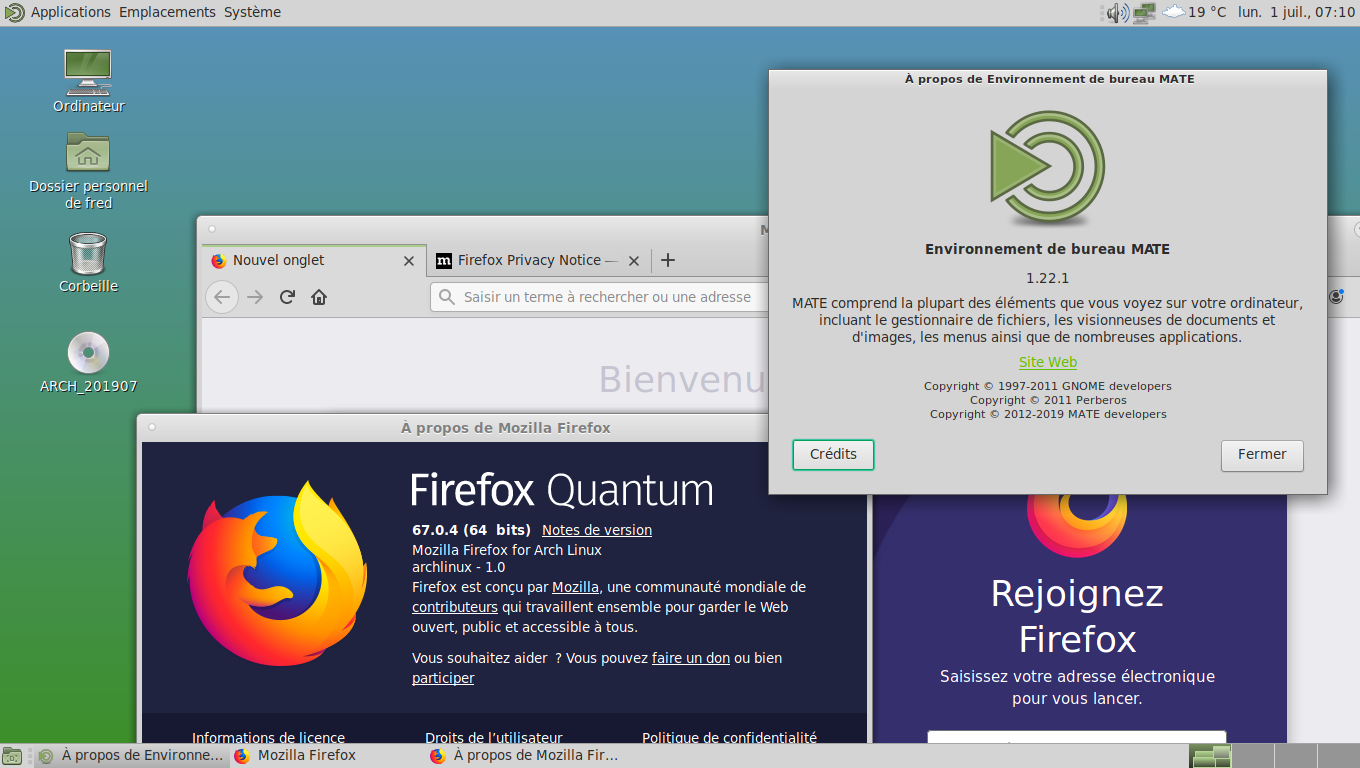 Applications Emplacements Système
19 °C lun. 1 juil., 07:10
Ordinateur
Dossier personnel
de fred
Corbeille
ARCH_201907
À propos de Environnement de bureau MATE
Environnement de bureau MATE
1.22.1
MATE comprend la plupart des éléments que vous voyez sur votre ordinateur,
incluant le gestionnaire de fichiers, les visionneuses de documents et
d'images, les menus ainsi que de nombreuses applications.
Site Web
Copyright © 1997-2011 GNOME developers
Copyright © 2011 Perberos
Copyright © 2012-2019 MATE developers
Crédits
Fermer
Nouvel onglet
Firefox Privacy Notice —
Saisir un terme à rechercher ou une adresse
Bienvenu
À propos de Mozilla Firefox
Firefox Quantum
67.0.4 (64 bits) Notes de version
Mozilla Firefox for Arch Linux
archlinux - 1.0
Firefox est conçu par Mozilla, une communauté mondiale de
contributeurs qui travaillent ensemble pour garder le Web
ouvert, public et accessible à tous.
Vous souhaitez aider ? Vous pouvez faire un don ou bien
participer
Informations de licence
Droits de l'utilisateur
Politique de confidentialité
Rejoignez
Firefox
Saisissez votre adresse électronique
pour vous lancer.
À propos de Environne...
Mozilla Firefox
À propos de Mozilla Fir...